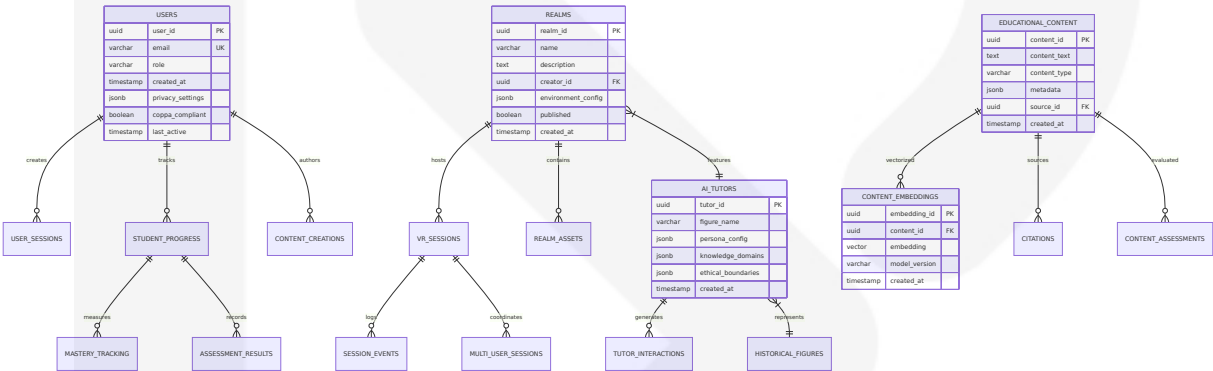 USERS
uuid user_id PK
varchar email UK
varchar role
timestamp created_at
jsonb privacy_settings
boolean coppa_compliant
timestamp last_active
creates
tracks
authors
USER_SESSIONS
STUDENT_PROGRESS
CONTENT_CREATIONS
measures
records
MASTERY_TRACKING
ASSESSMENT_RESULTS
REALMS
uuid realm_id PK
varchar name
text description
uuid creator_id FK
jsonb environment_config
boolean published
timestamp created_at
hosts
contains
features
VR_SESSIONS
REALM_ASSETS
AI_TUTORS
uuid tutor_id PK
varchar figure_name
jsonb persona_config
jsonb knowledge_domains
jsonb ethical_boundaries
timestamp created_at
logs
coordinates
generates
represents
SESSION_EVENTS
MULTI_USER_SESSIONS
TUTOR_INTERACTIONS
HISTORICAL_FIGURES
EDUCATIONAL_CONTENT
uuid content_id PK
text content_text
varchar content_type
jsonb metadata
uuid source_id FK
timestamp created_at
vectorized
sources
evaluated
CONTENT_EMBEDDINGS
uuid embedding_id PK
uuid content_id FK
vector embedding
varchar model_version
timestamp created_at
CITATIONS
CONTENT_ASSESSMENTS